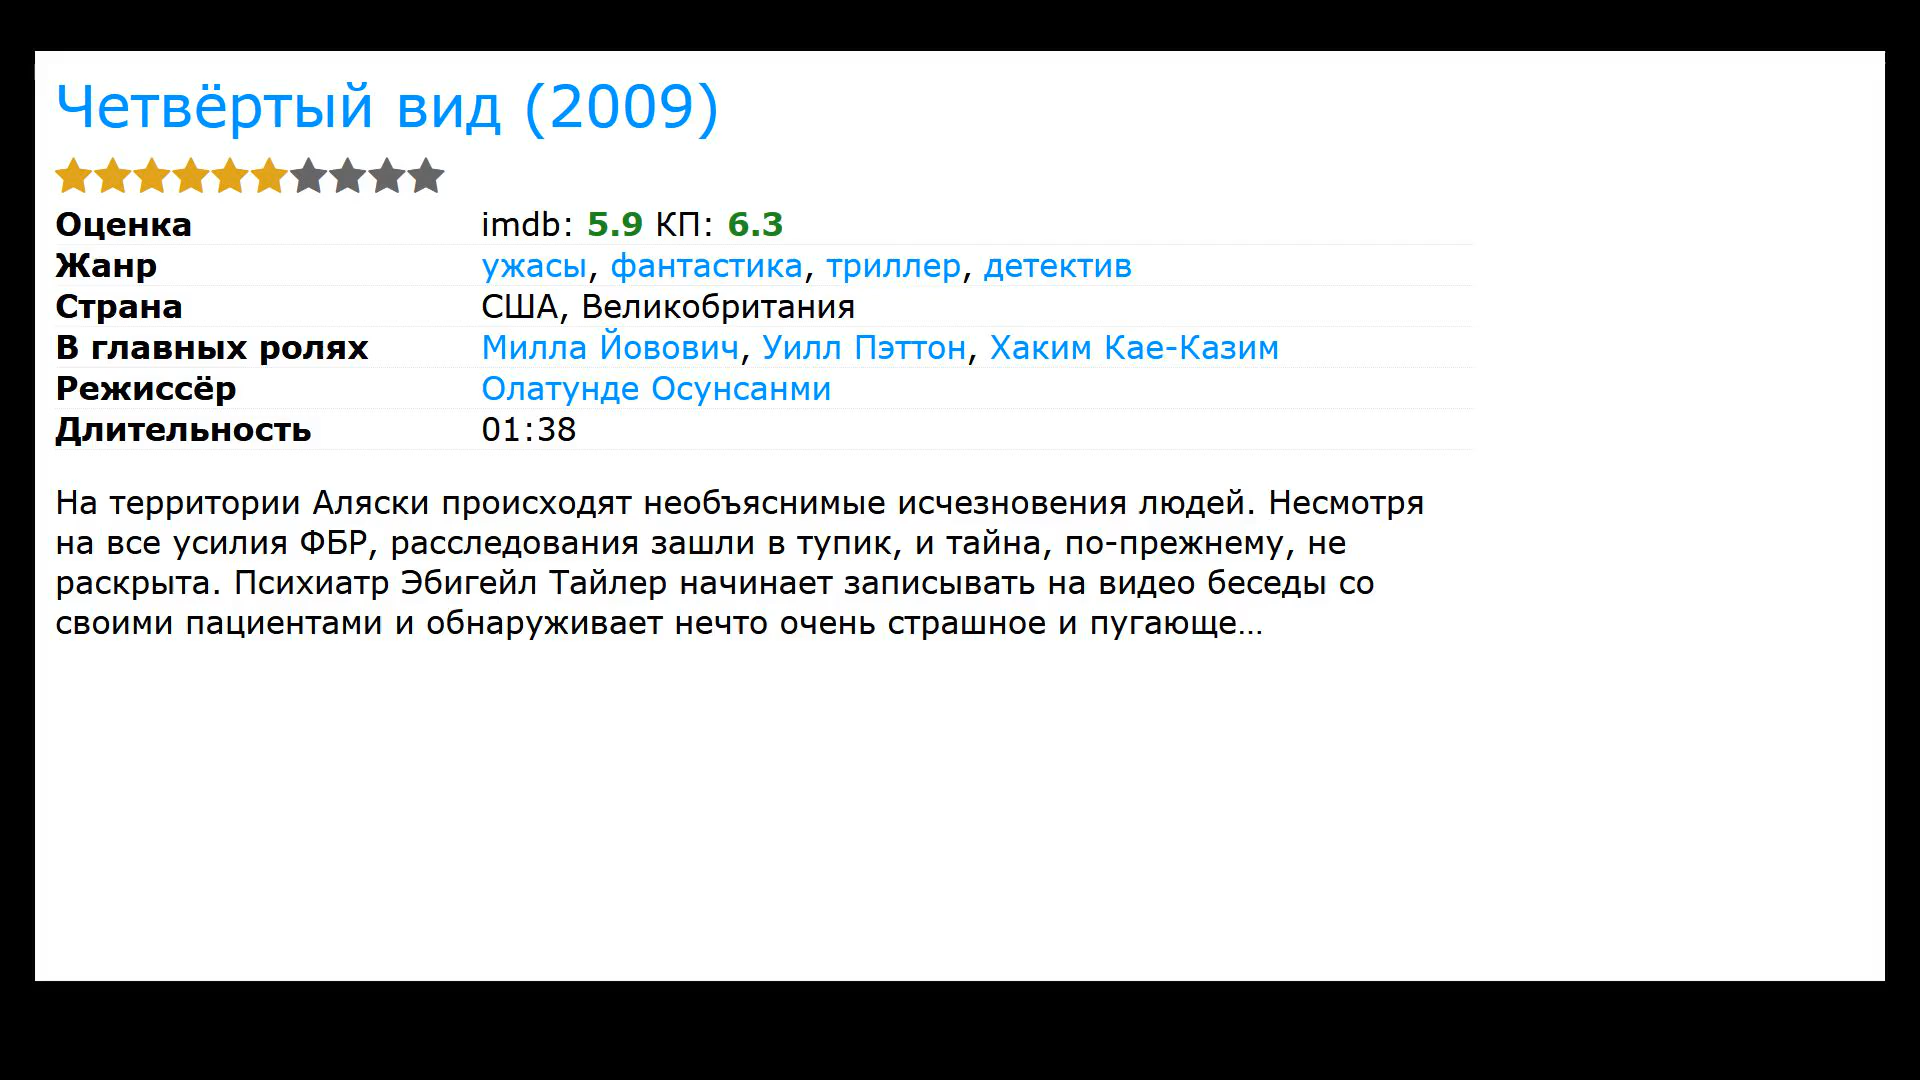 Четвёртый вид (2009)
Оценка imdb: 5.9 КП: 6.3
Жанр ужасы, фантастика, триллер, детектив
Страна США, Великобритания
В главных ролях Милла Йовович, Уилл Пэттон, Хаким Кае-Казим
Режиссёр Олатунде Осунсанми
Длительность 01:38
На территории Аляски происходят необъяснимые исчезновения людей. Несмотря
на все усилия ФБР, расследования зашли в тупик, и тайна, по-прежнему, не
раскрыта. Психиатр Эбигейл Тайлер начинает записывать на видео беседы со
своими пациентами и обнаруживает нечто очень страшное и пугающе…